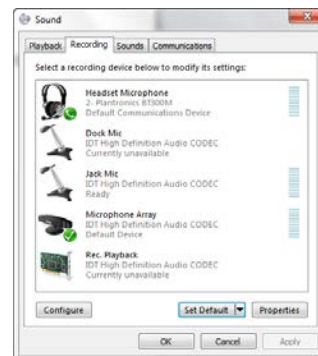 Sound
Playback Recording Sounds Communications
Select a recording device below to modify its settings:
Headset Microphone
2- Plantronics BT300M
Default Communications Device
Dock Mic
IDT High Definition Audio CODEC
Currently unavailable
Jack Mic
IDT High Definition Audio CODEC
Ready
Microphone Array
IDT High Definition Audio CODEC
Default Device
Rec. Playback
IDT High Definition Audio CODEC
Currently unavailable
Configure Set Default Properties
OK Cancel Apply